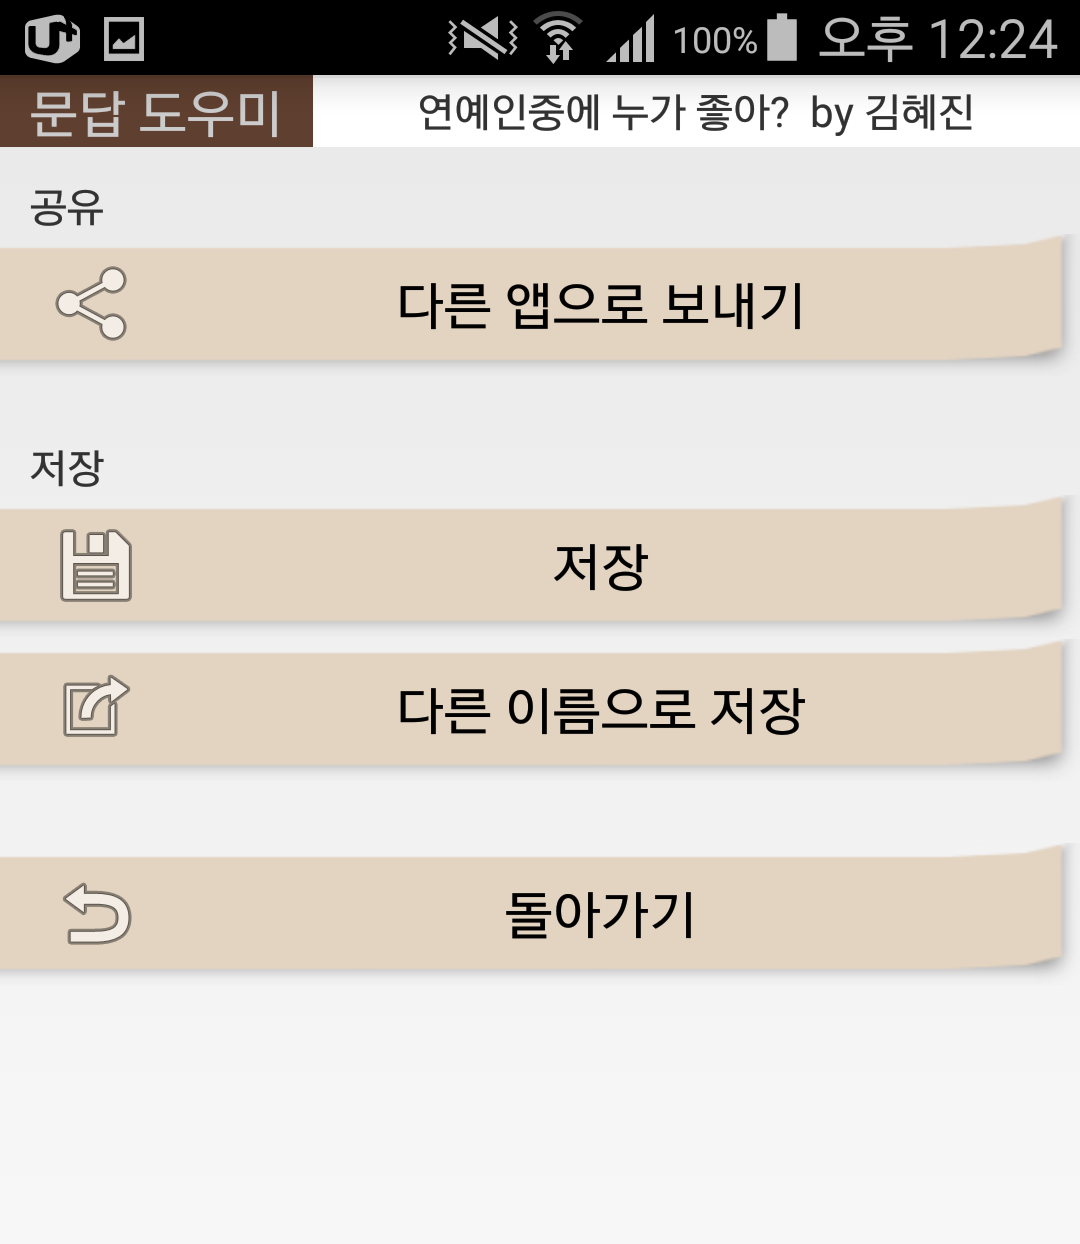 U+ 100% 오후 12:24
문답 도우미 연예인중에 누가 좋아? by 김혜진
공유
다른 앱으로 보내기
저장
저장
다른 이름으로 저장
돌아가기